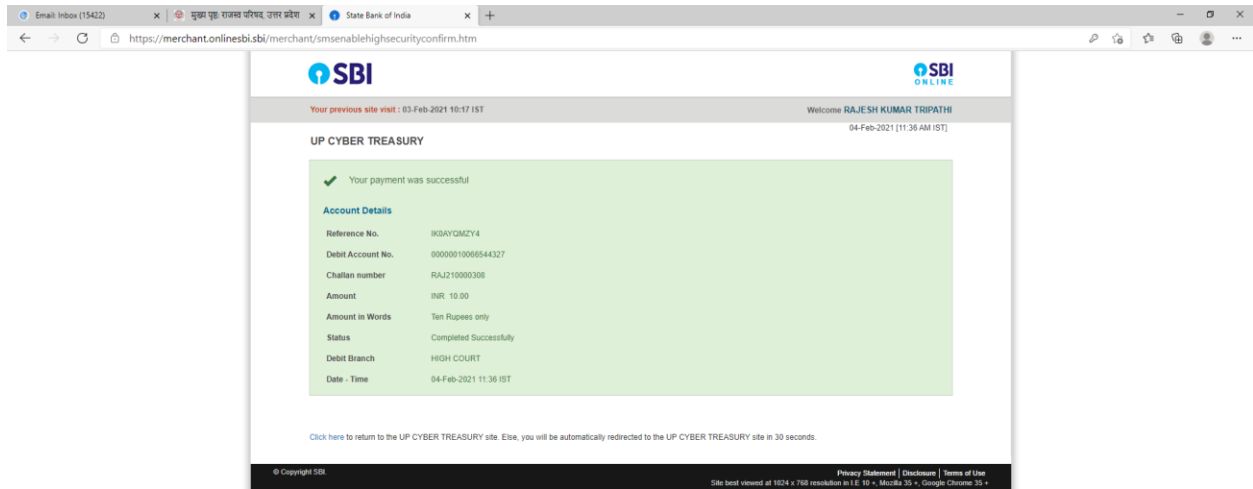 Email: Inbox (15422)
मुख्य पृष्ठ: राजस्व परिषद, उत्तर प्रदेश
State Bank of India
https://merchant.onlinesbi.sbi/merchant/smsenablehighsecurityconfirm.htm
SBI
SBI
ONLINE
Your previous site visit : 03-Feb-2021 10:17 IST
Welcome RAJESH KUMAR TRIPATHI
04-Feb-2021 [11:36 AM IST]
UP CYBER TREASURY
Your payment was successful
Account Details
Reference No. IK0AYQMZY4
Debit Account No. 00000010066544327
Challan number RAJ210000308
Amount INR 10.00
Amount in Words Ten Rupees only
Status Completed Successfully
Debit Branch HIGH COURT
Date - Time 04-Feb-2021 11:36 IST
Click here to return to the UP CYBER TREASURY site. Else, you will be automatically redirected to the UP CYBER TREASURY site in 30 seconds.
© Copyright SBI.
Privacy Statement | Disclosure | Terms of Use
Site best viewed at 1024 x 768 resolution in I.E 10 +, Mozilla 35 +, Google Chrome 35 +